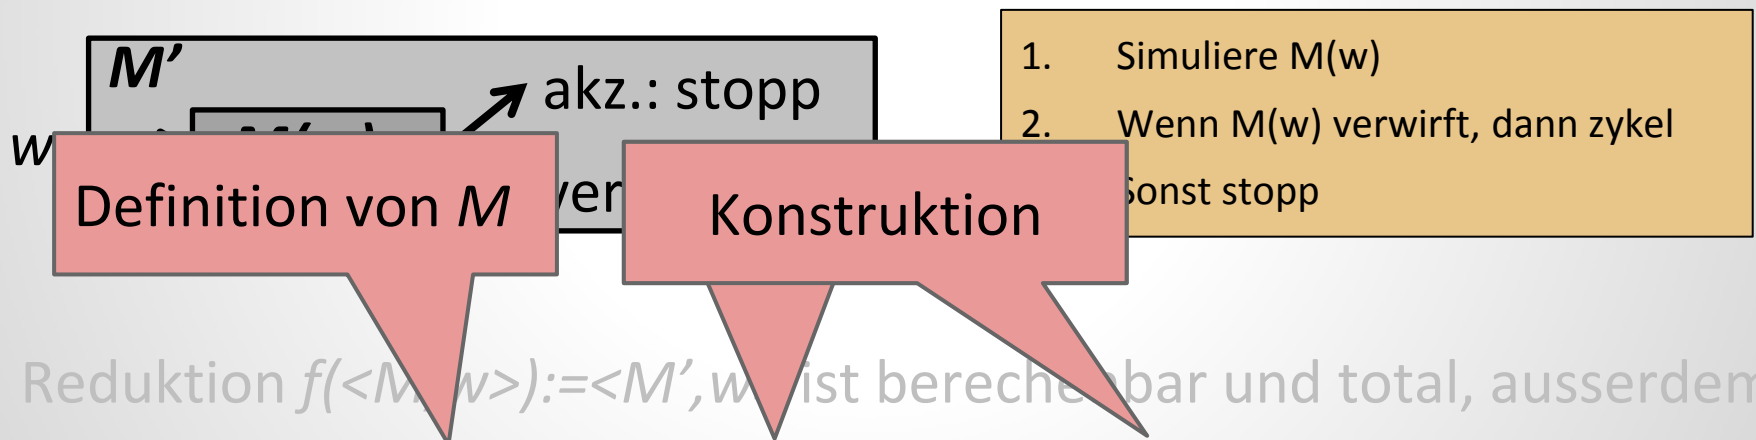 M’
akz.: stopp
w
Definition von M
Konstruktion
1. Simuliere M(w)
2. Wenn M(w) verwirft, dann zykel
Sonst stopp
Reduktion f(<M,w>):=<M’,w ist berechenbar und total, ausserdem